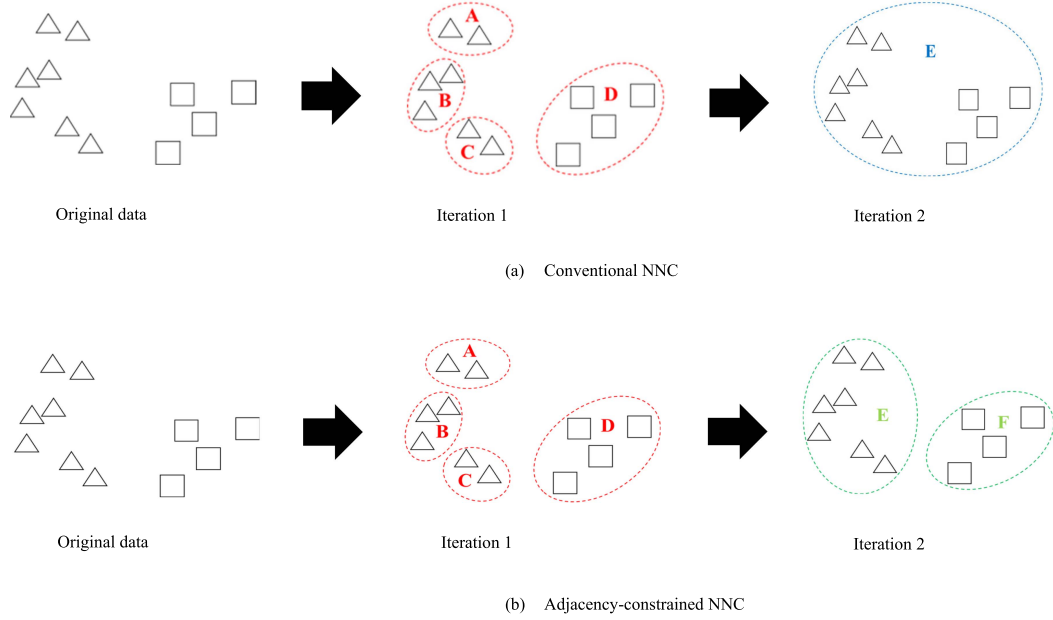 A
B
C
D
E
Original data
Iteration 1
Iteration 2
(a) Conventional NNC
A
B
C
D
E
F
Original data
Iteration 1
Iteration 2
(b) Adjacency-constrained NNC